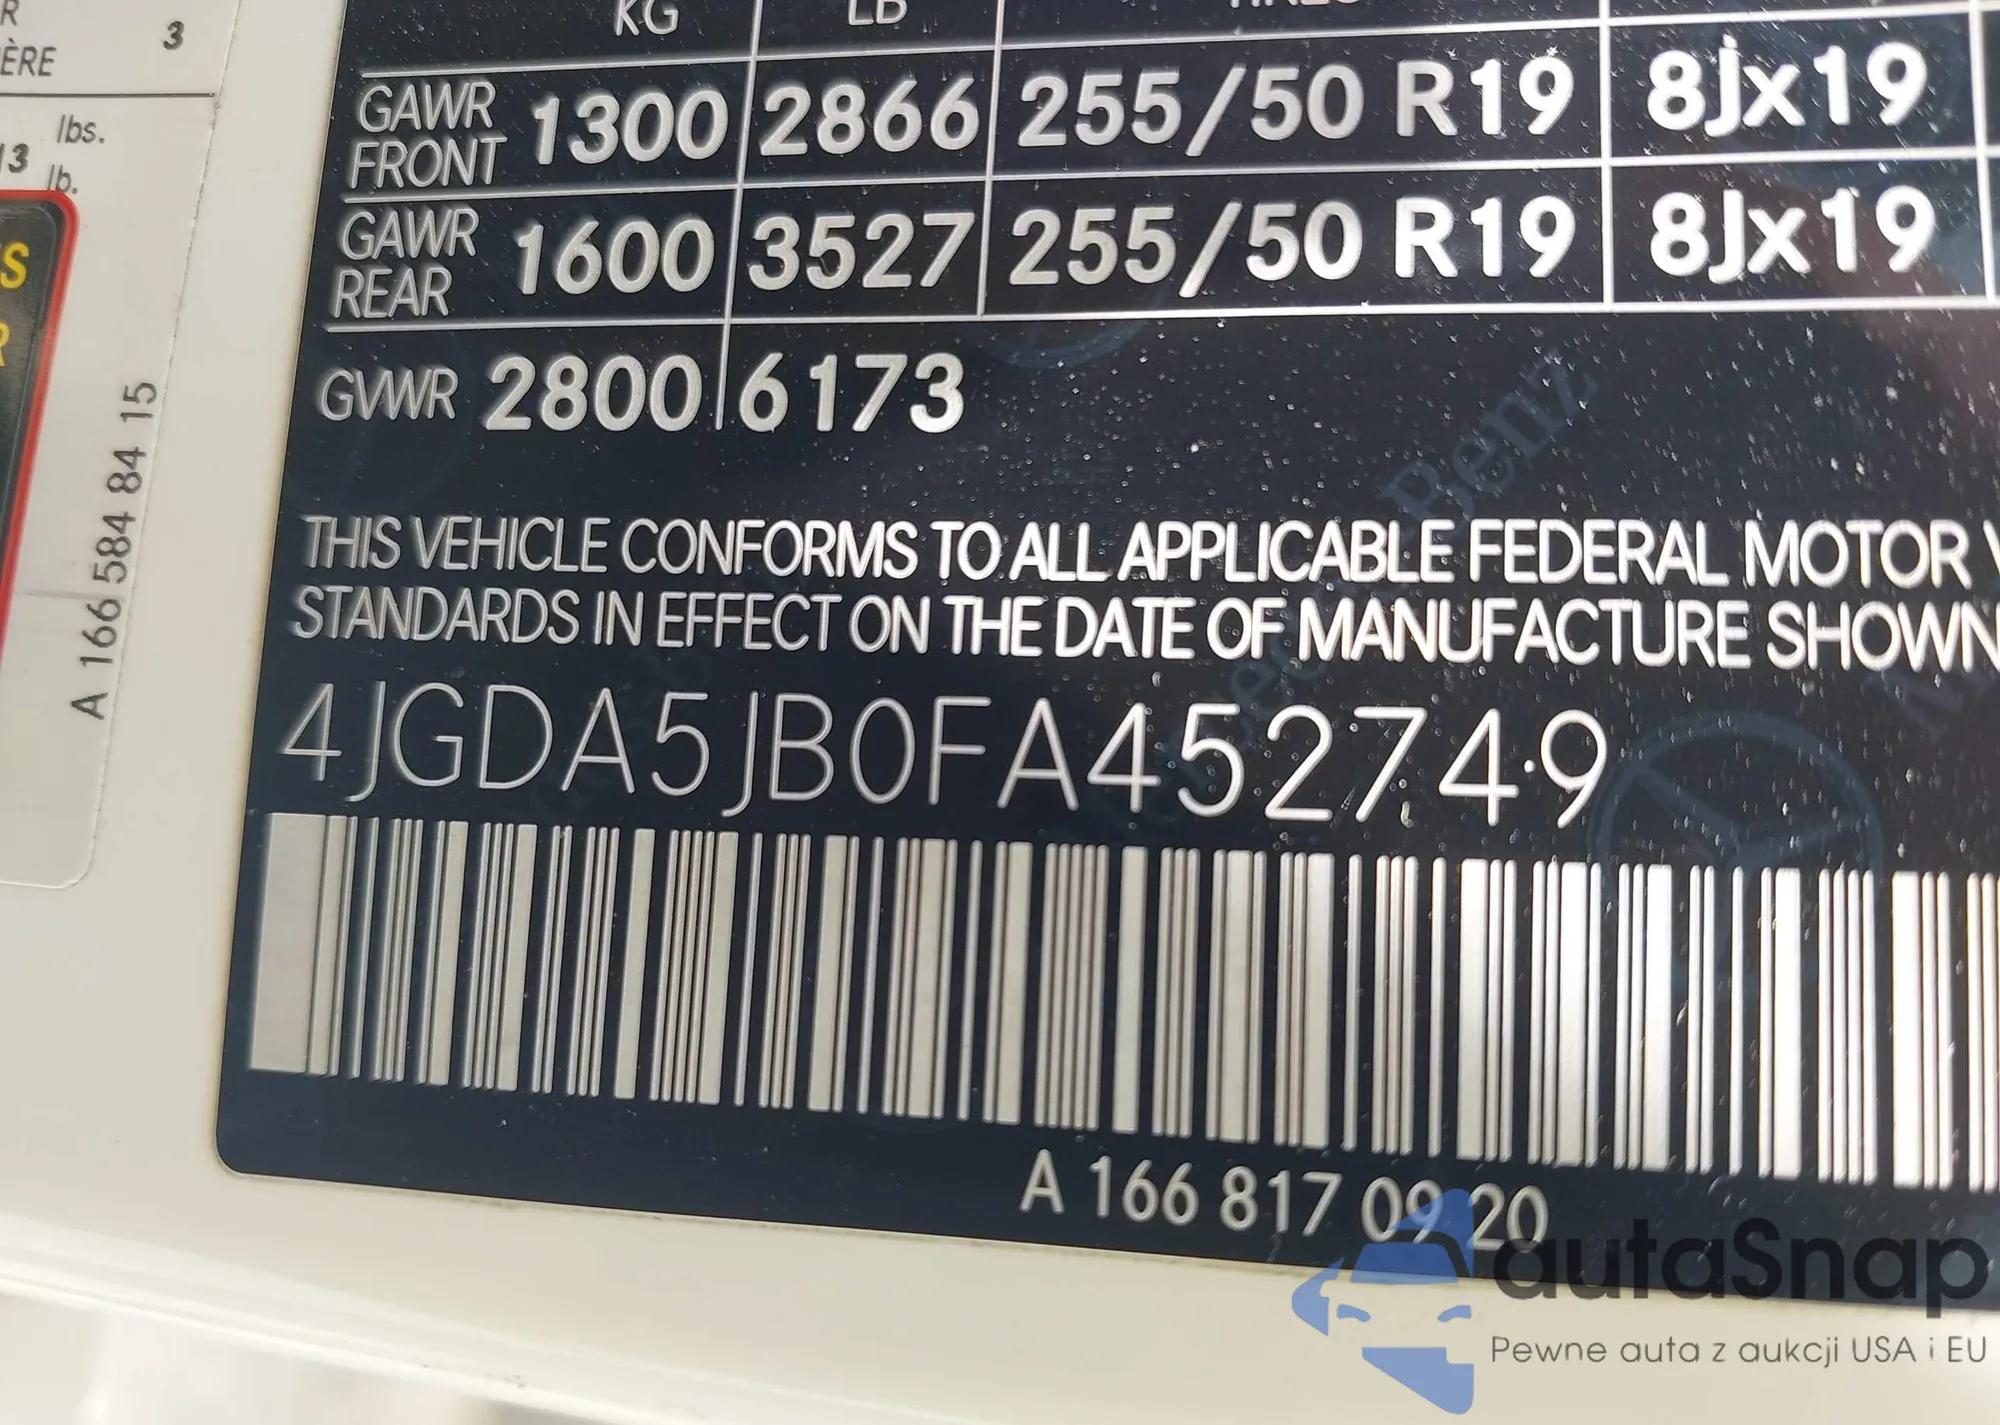 R
ÈRE 3
lbs.
13
lb.
S
R
A 166 584 84 15
KG LB
GAWR FRONT 1300 2866 255/50 R19 8Jx19
GAWR REAR 1600 3527 255/50 R19 8Jx19
GVWR 2800 6173
THIS VEHICLE CONFORMS TO ALL APPLICABLE FEDERAL MOTOR V
STANDARDS IN EFFECT ON THE DATE OF MANUFACTURE SHOWN
4JGDA5JB0FA452749
A 166 817 09 20
autaSnap
Pewne auta z aukcji USA i EU